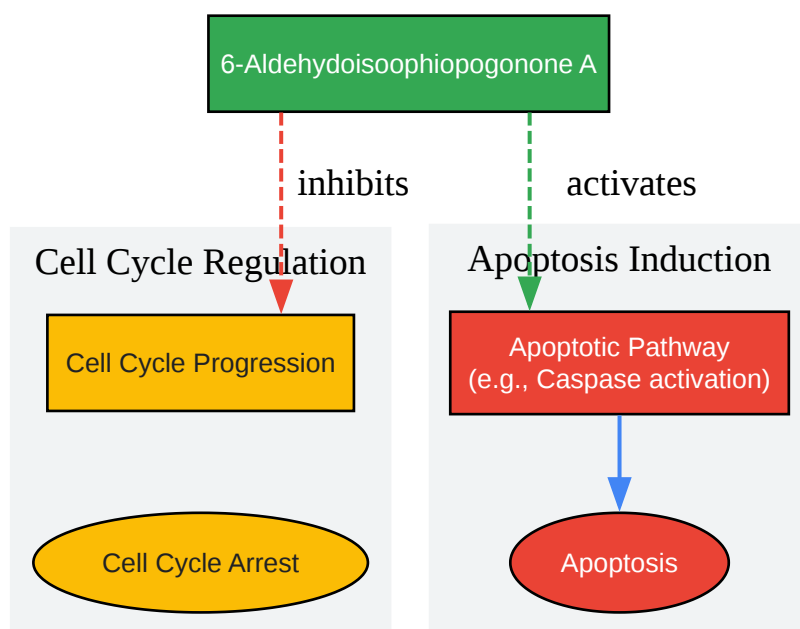 6-Aldehydoisoophiopogonone A
inhibits
activates
Cell Cycle Regulation
Apoptosis Induction
Cell Cycle Progression
Apoptotic Pathway
(e.g., Caspase activation)
Cell Cycle Arrest
Apoptosis